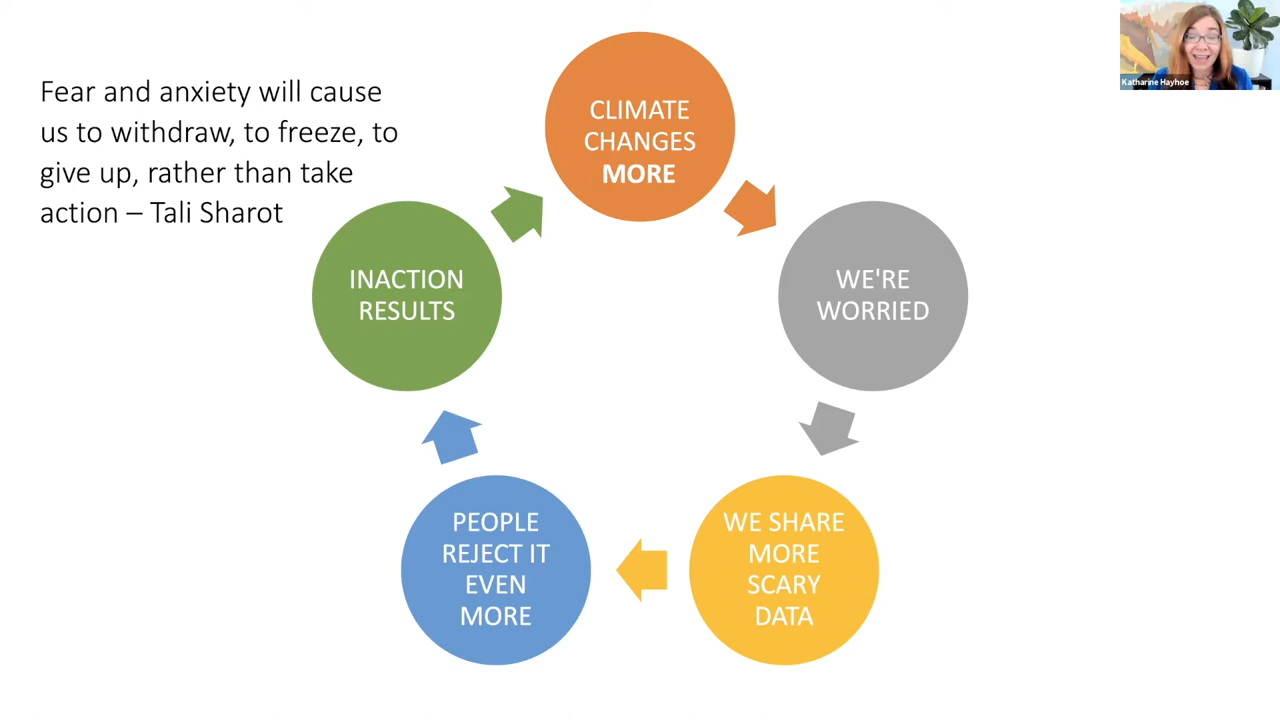 Fear and anxiety will cause
us to withdraw, to freeze, to
give up, rather than take
action – Tali Sharot
CLIMATE
CHANGES
MORE
WE'RE
WORRIED
WE SHARE
MORE
SCARY
DATA
PEOPLE
REJECT IT
EVEN
MORE
INACTION
RESULTS
Katharine Hayhoe